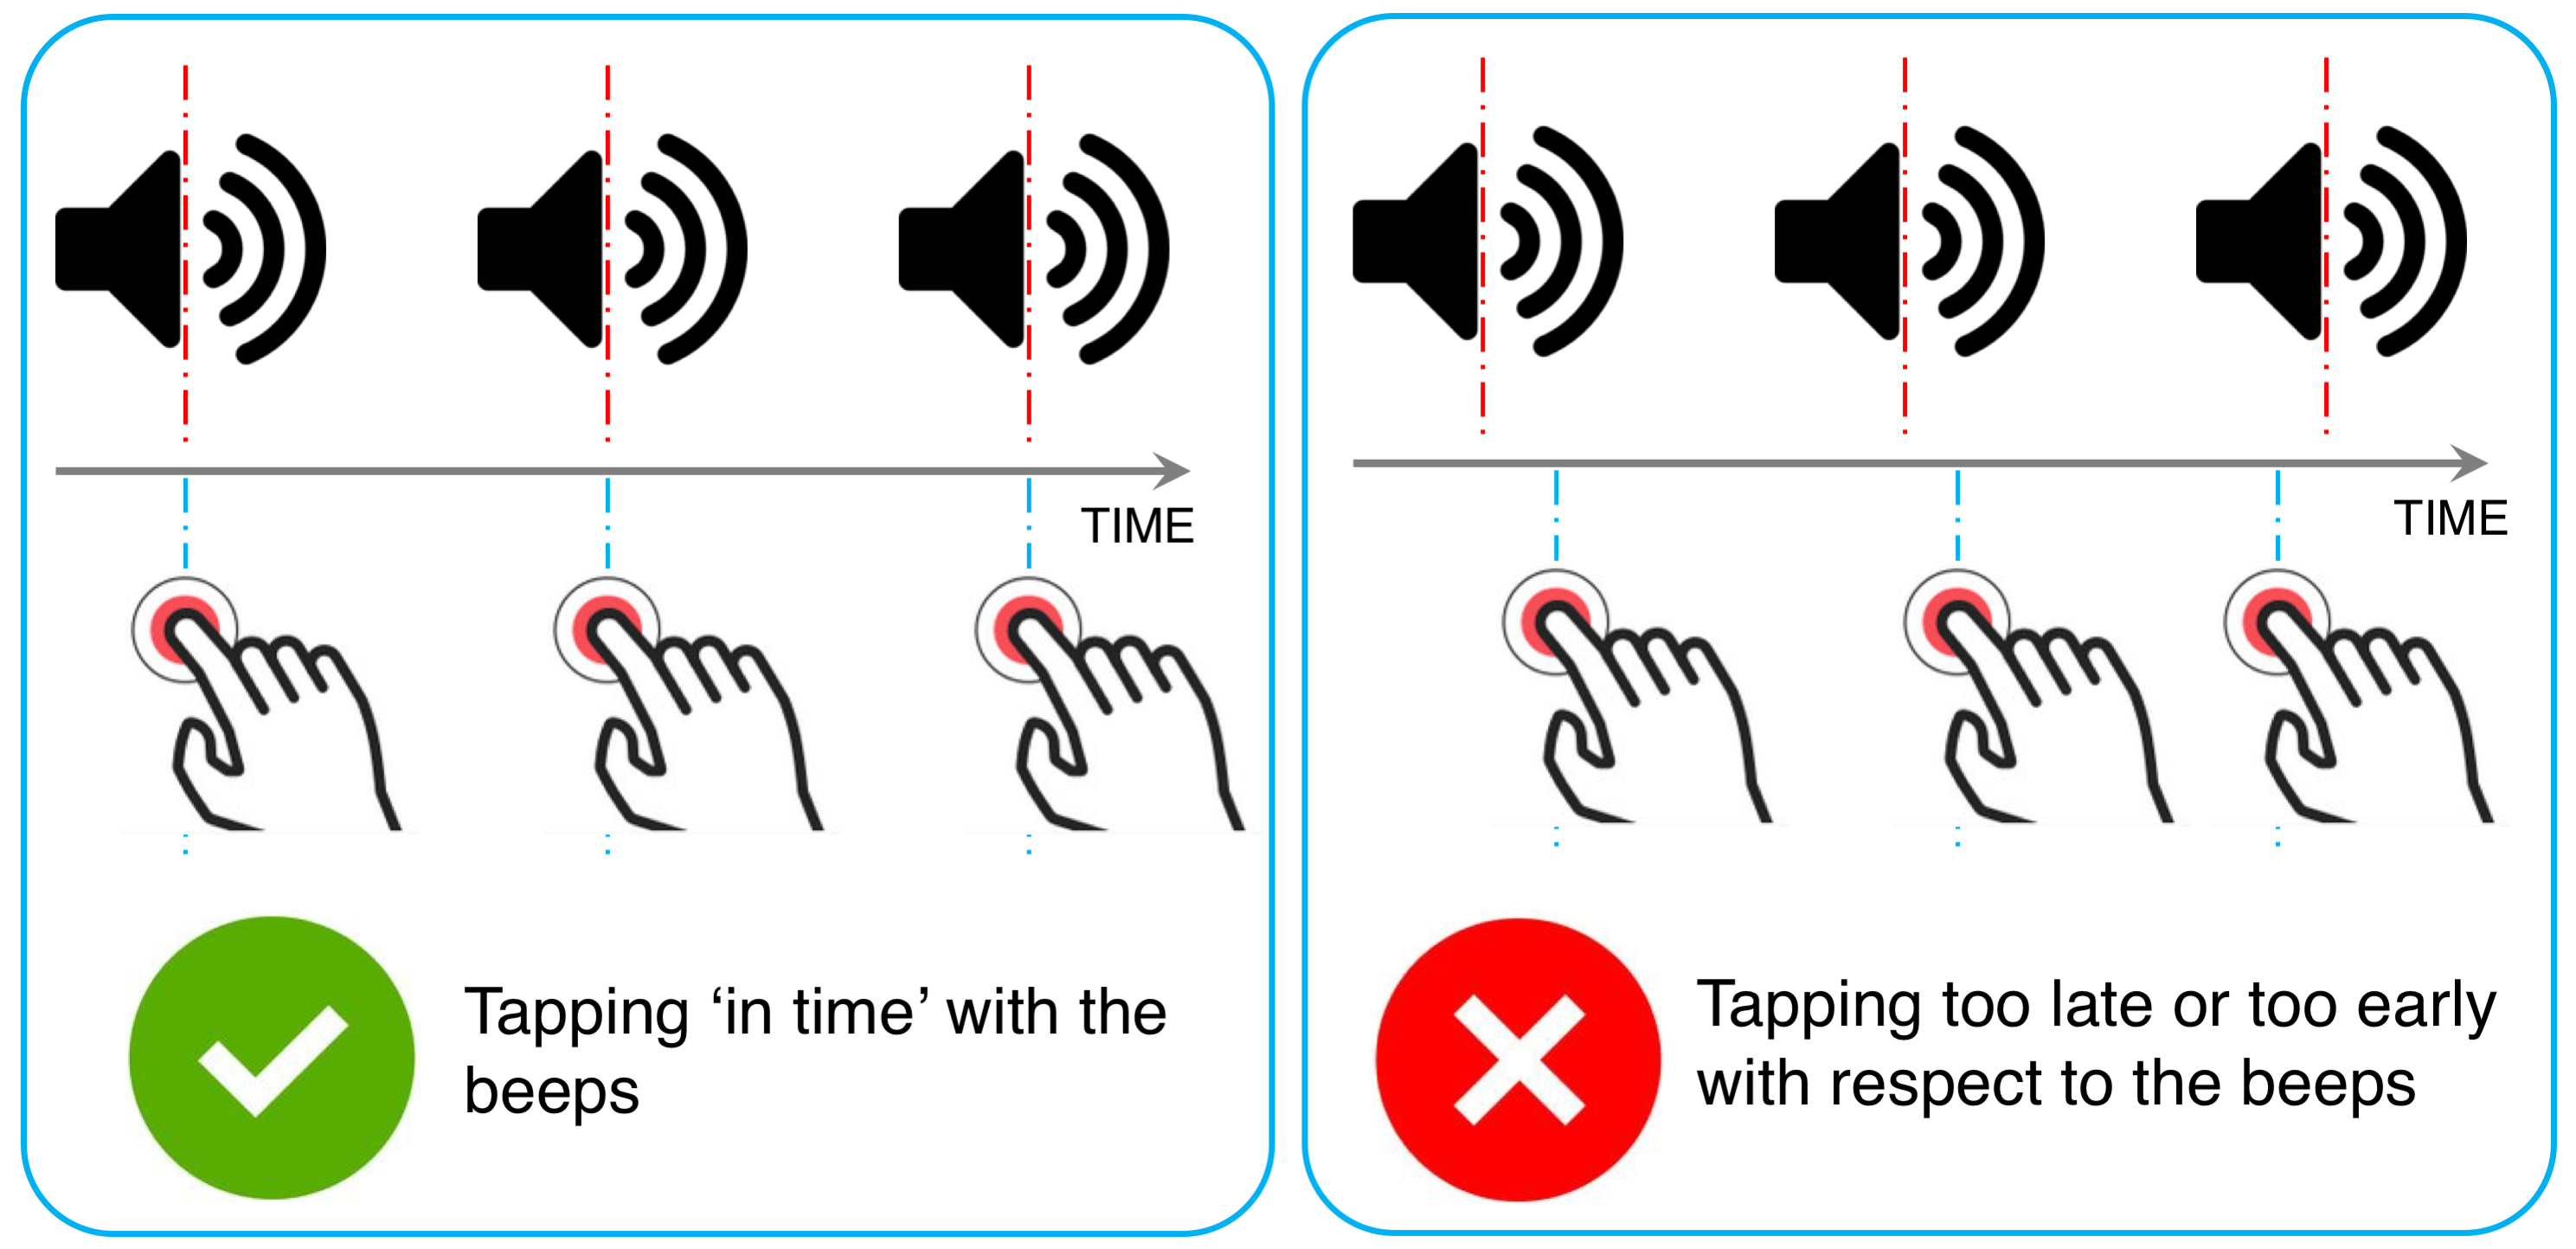 TIME
Tapping ‘in time’ with the
beeps
TIME
Tapping too late or too early
with respect to the beeps